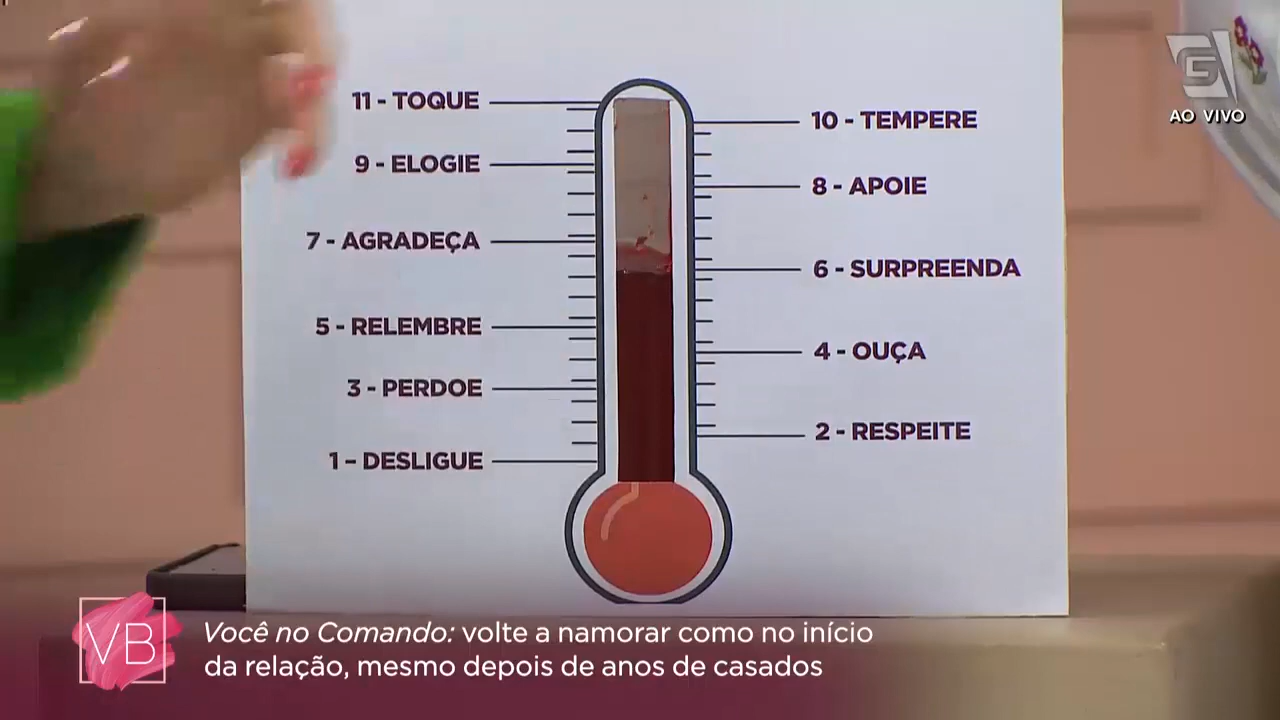 G
AO VIVO
11 - TOQUE
10 - TEMPERE
9 - ELOGIE
8 - APOIE
7 - AGRADEÇA
6 - SURPREENDA
5 - RELEMBRE
4 - OUÇA
3 - PERDOE
2 - RESPEITE
1 - DESLIGUE
VB
Você no Comando: volte a namorar como no início
da relação, mesmo depois de anos de casados